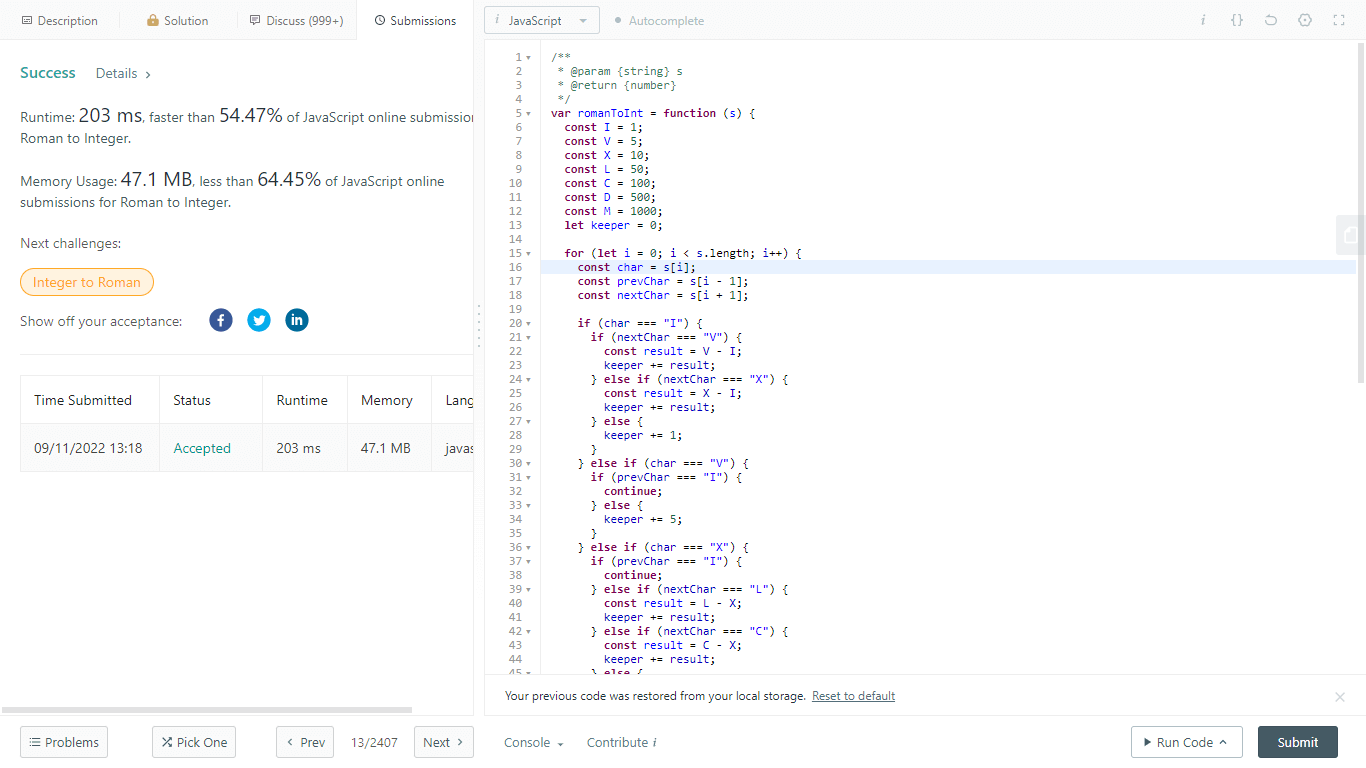 Description
Solution
Discuss (999+)
Submissions
i JavaScript
Autocomplete
i {}
Success Details
Runtime: 203 ms, faster than 54.47% of JavaScript online
Roman to Integer.
Memory Usage: 47.1 MB, less than 64.45% of JavaScript online
submissions for Roman to Integer.
Next challenges:
Integer to Roman
Show off your acceptance:
Time Submitted Status Runtime Memory
09/11/2022 13:18 Accepted 203 ms 47.1 MB
1 /**
2  * @param {string} s
3  * @return {number}
4  */
5 var romanToInt = function (s) {
6   const I = 1;
7   const V = 5;
8   const X = 10;
9   const L = 50;
10   const C = 100;
11   const D = 500;
12   const M = 1000;
13   let keeper = 0;
14
15   for (let i = 0; i < s.length; i++) {
16     const char = s[i];
17     const prevChar = s[i - 1];
18     const nextChar = s[i + 1];
19
20     if (char === "I") {
21       if (nextChar === "V") {
22         const result = V - I;
23         keeper += result;
24       } else if (nextChar === "X") {
25         const result = X - I;
26         keeper += result;
27       } else {
28         keeper += 1;
29       }
30     } else if (char === "V") {
31       if (prevChar === "I") {
32         continue;
33       } else {
34         keeper += 5;
35       }
36     } else if (char === "X") {
37       if (prevChar === "I") {
38         continue;
39       } else if (nextChar === "L") {
40         const result = L - X;
41         keeper += result;
42       } else if (nextChar === "C") {
43         const result = C - X;
44         keeper += result;
45       } else {
Your previous code was restored from your local storage. Reset to default
Problems
Pick One
Prev
13/2407
Next
Console
Contribute i
Run Code
Submit